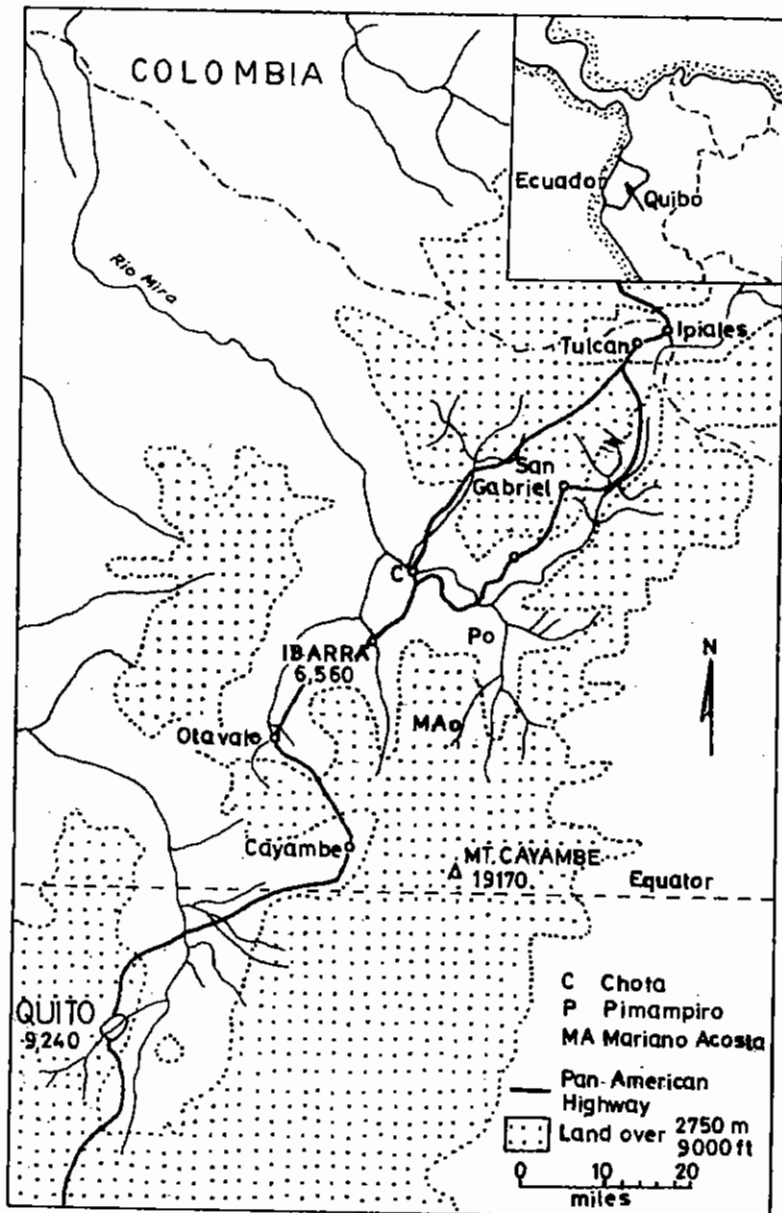 COLOMBIA
Ecuador
Quibo
Rio Mira
Ipiales
Tulcan
San
Gabriel
C
Po
IBARRA
6,560
N
MAo
Otavalo
Cayambe
MT. CAYAMBE
19170
Equator
QUITO
9,240
C Chota
P Pimampiro
MA Mariano Acosta
Pan-American
Highway
Land over 2750 m
9000 ft
0 10 20
miles